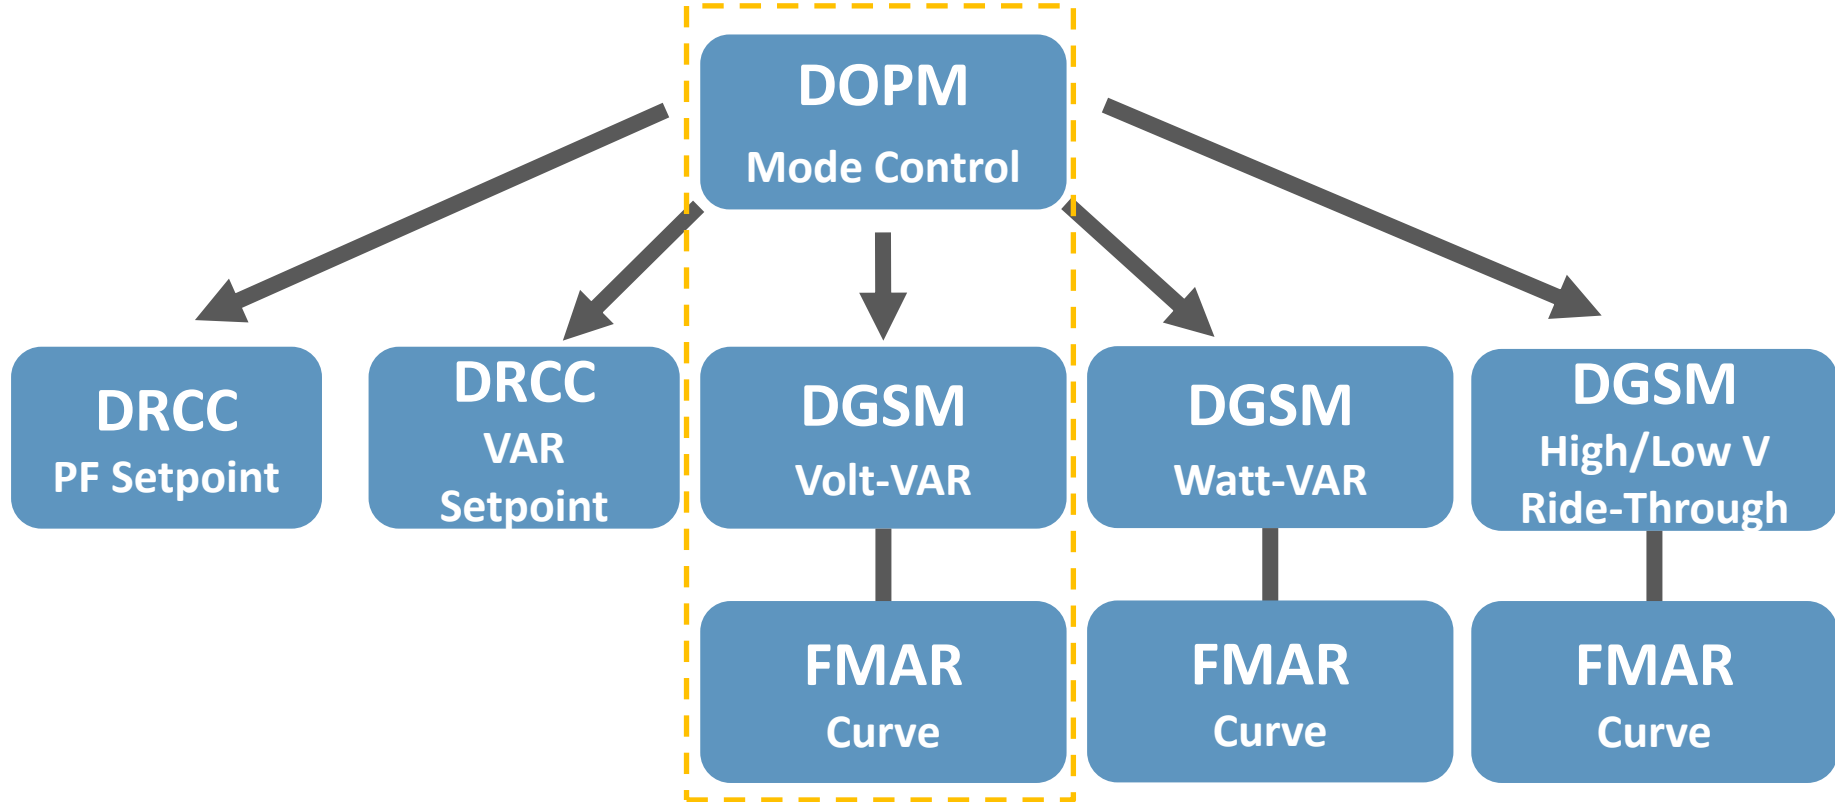 DOPM
Mode Control
DRCC
PF Setpoint
DRCC
VAR
Setpoint
DGSM
Volt-VAR
DGSM
Watt-VAR
DGSM
High/Low V
Ride-Through
FMAR
Curve
FMAR
Curve
FMAR
Curve